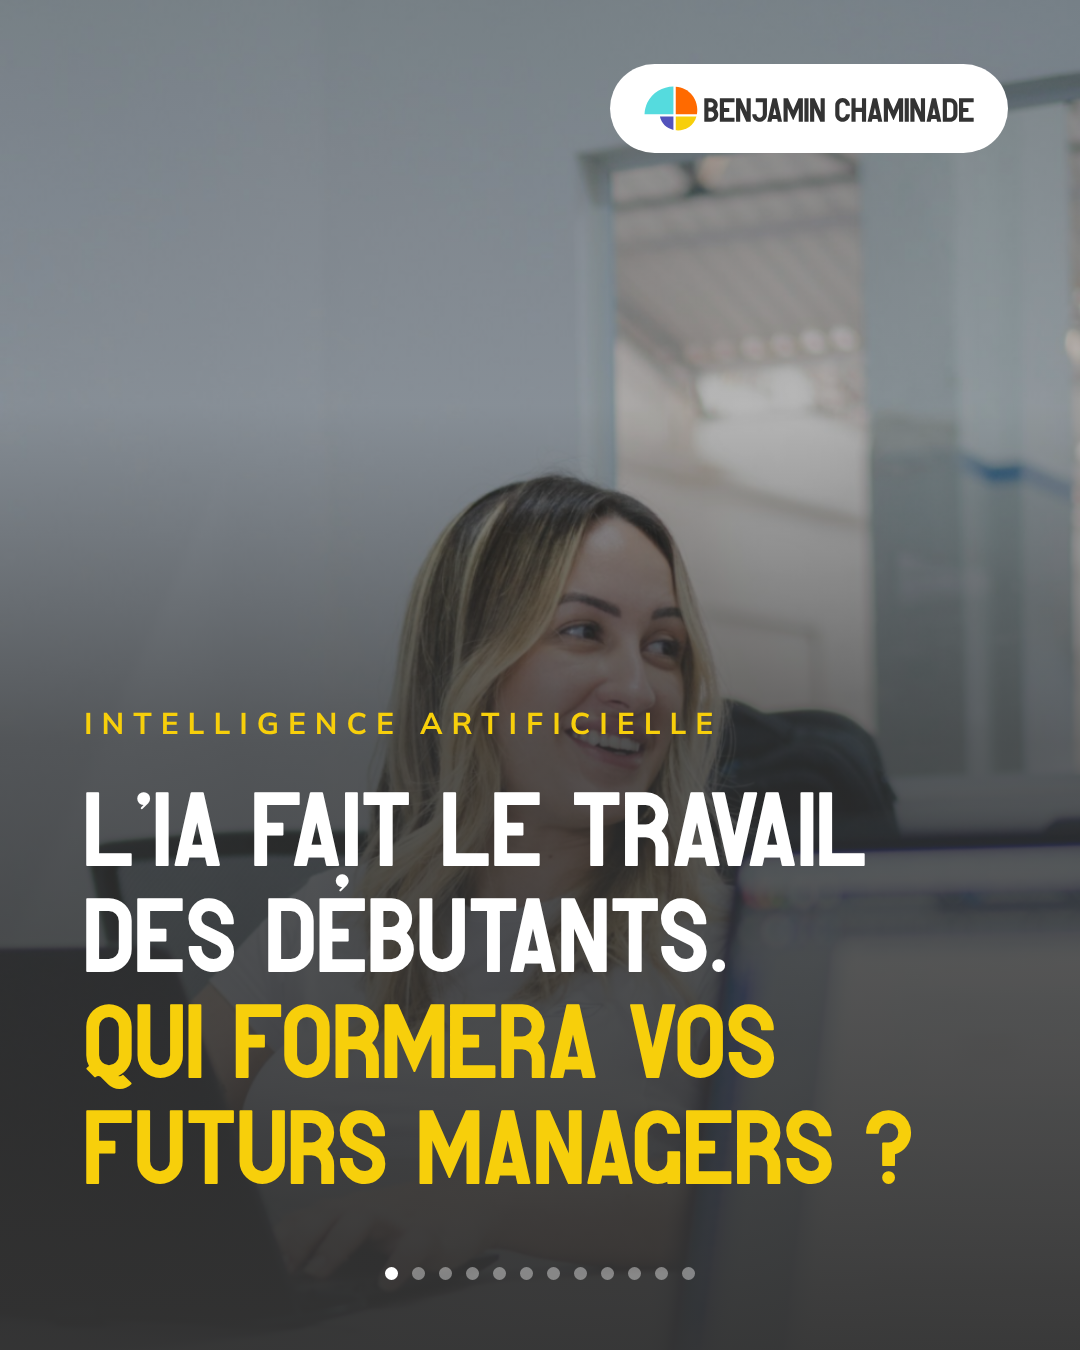 BENJAMIN CHAMINADE
INTELLIGENCE ARTIFICIELLE
L'IA FAIT LE TRAVAIL
DES DÉBUTANTS.
QUI FORMERA VOS
FUTURS MANAGERS ?